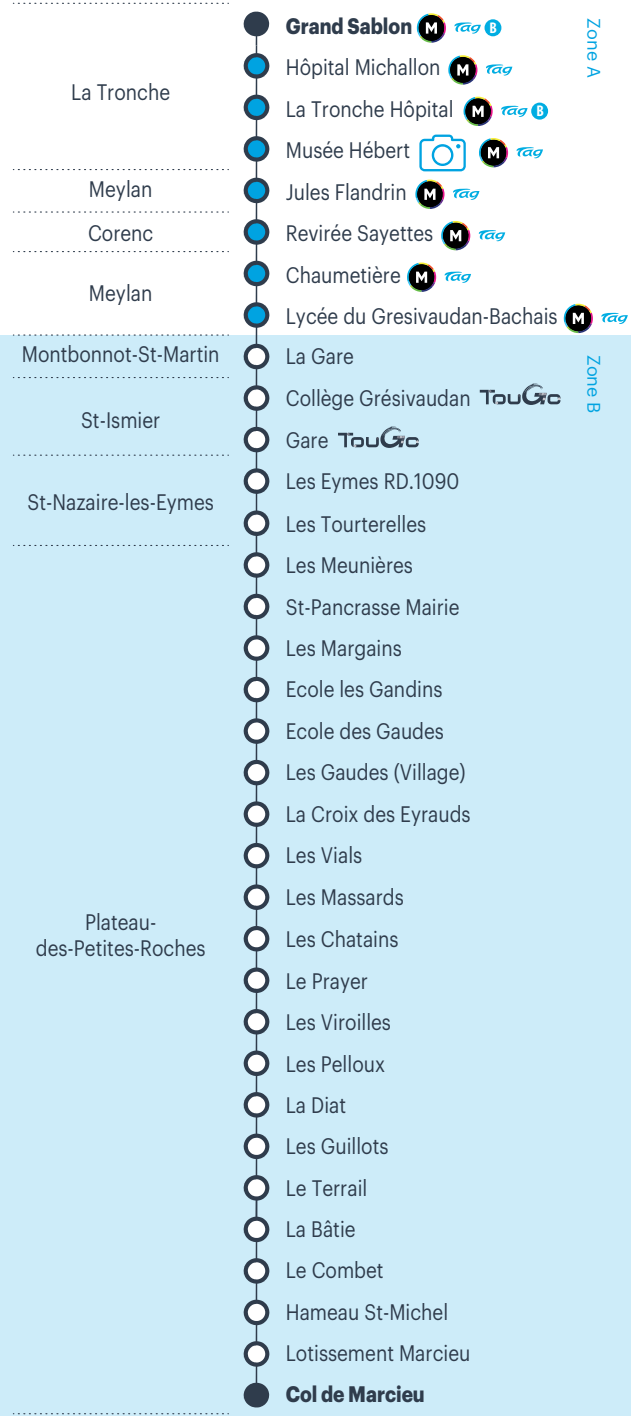 Zone A
Grand Sablon M Tag B
Hôpital Michallon M Tag
La Tronche
La Tronche Hôpital M Tag B
Musée Hébert M Tag
Meylan
Jules Flandrin M Tag
Corenc
Revirée Sayettes M Tag
Meylan
Chaumetière M Tag
Lycée du Gresivaudan-Bachais M Tag
Zone B
Montbonnot-St-Martin
La Gare
St-Ismier
Collège Grésivaudan TouGo
Gare TouGo
St-Nazaire-les-Eymes
Les Eymes RD.1090
Les Tourterelles
Plateau-
des-Petites-Roches
Les Meunières
St-Pancrasse Mairie
Les Margains
Ecole les Gandins
Ecole des Gaudes
Les Gaudes (Village)
La Croix des Eyrauds
Les Vials
Les Massards
Les Chatains
Le Prayer
Les Viroilles
Les Pelloux
La Diat
Les Guillots
Le Terrail
La Bâtie
Le Combet
Hameau St-Michel
Lotissement Marcieu
Col de Marcieu